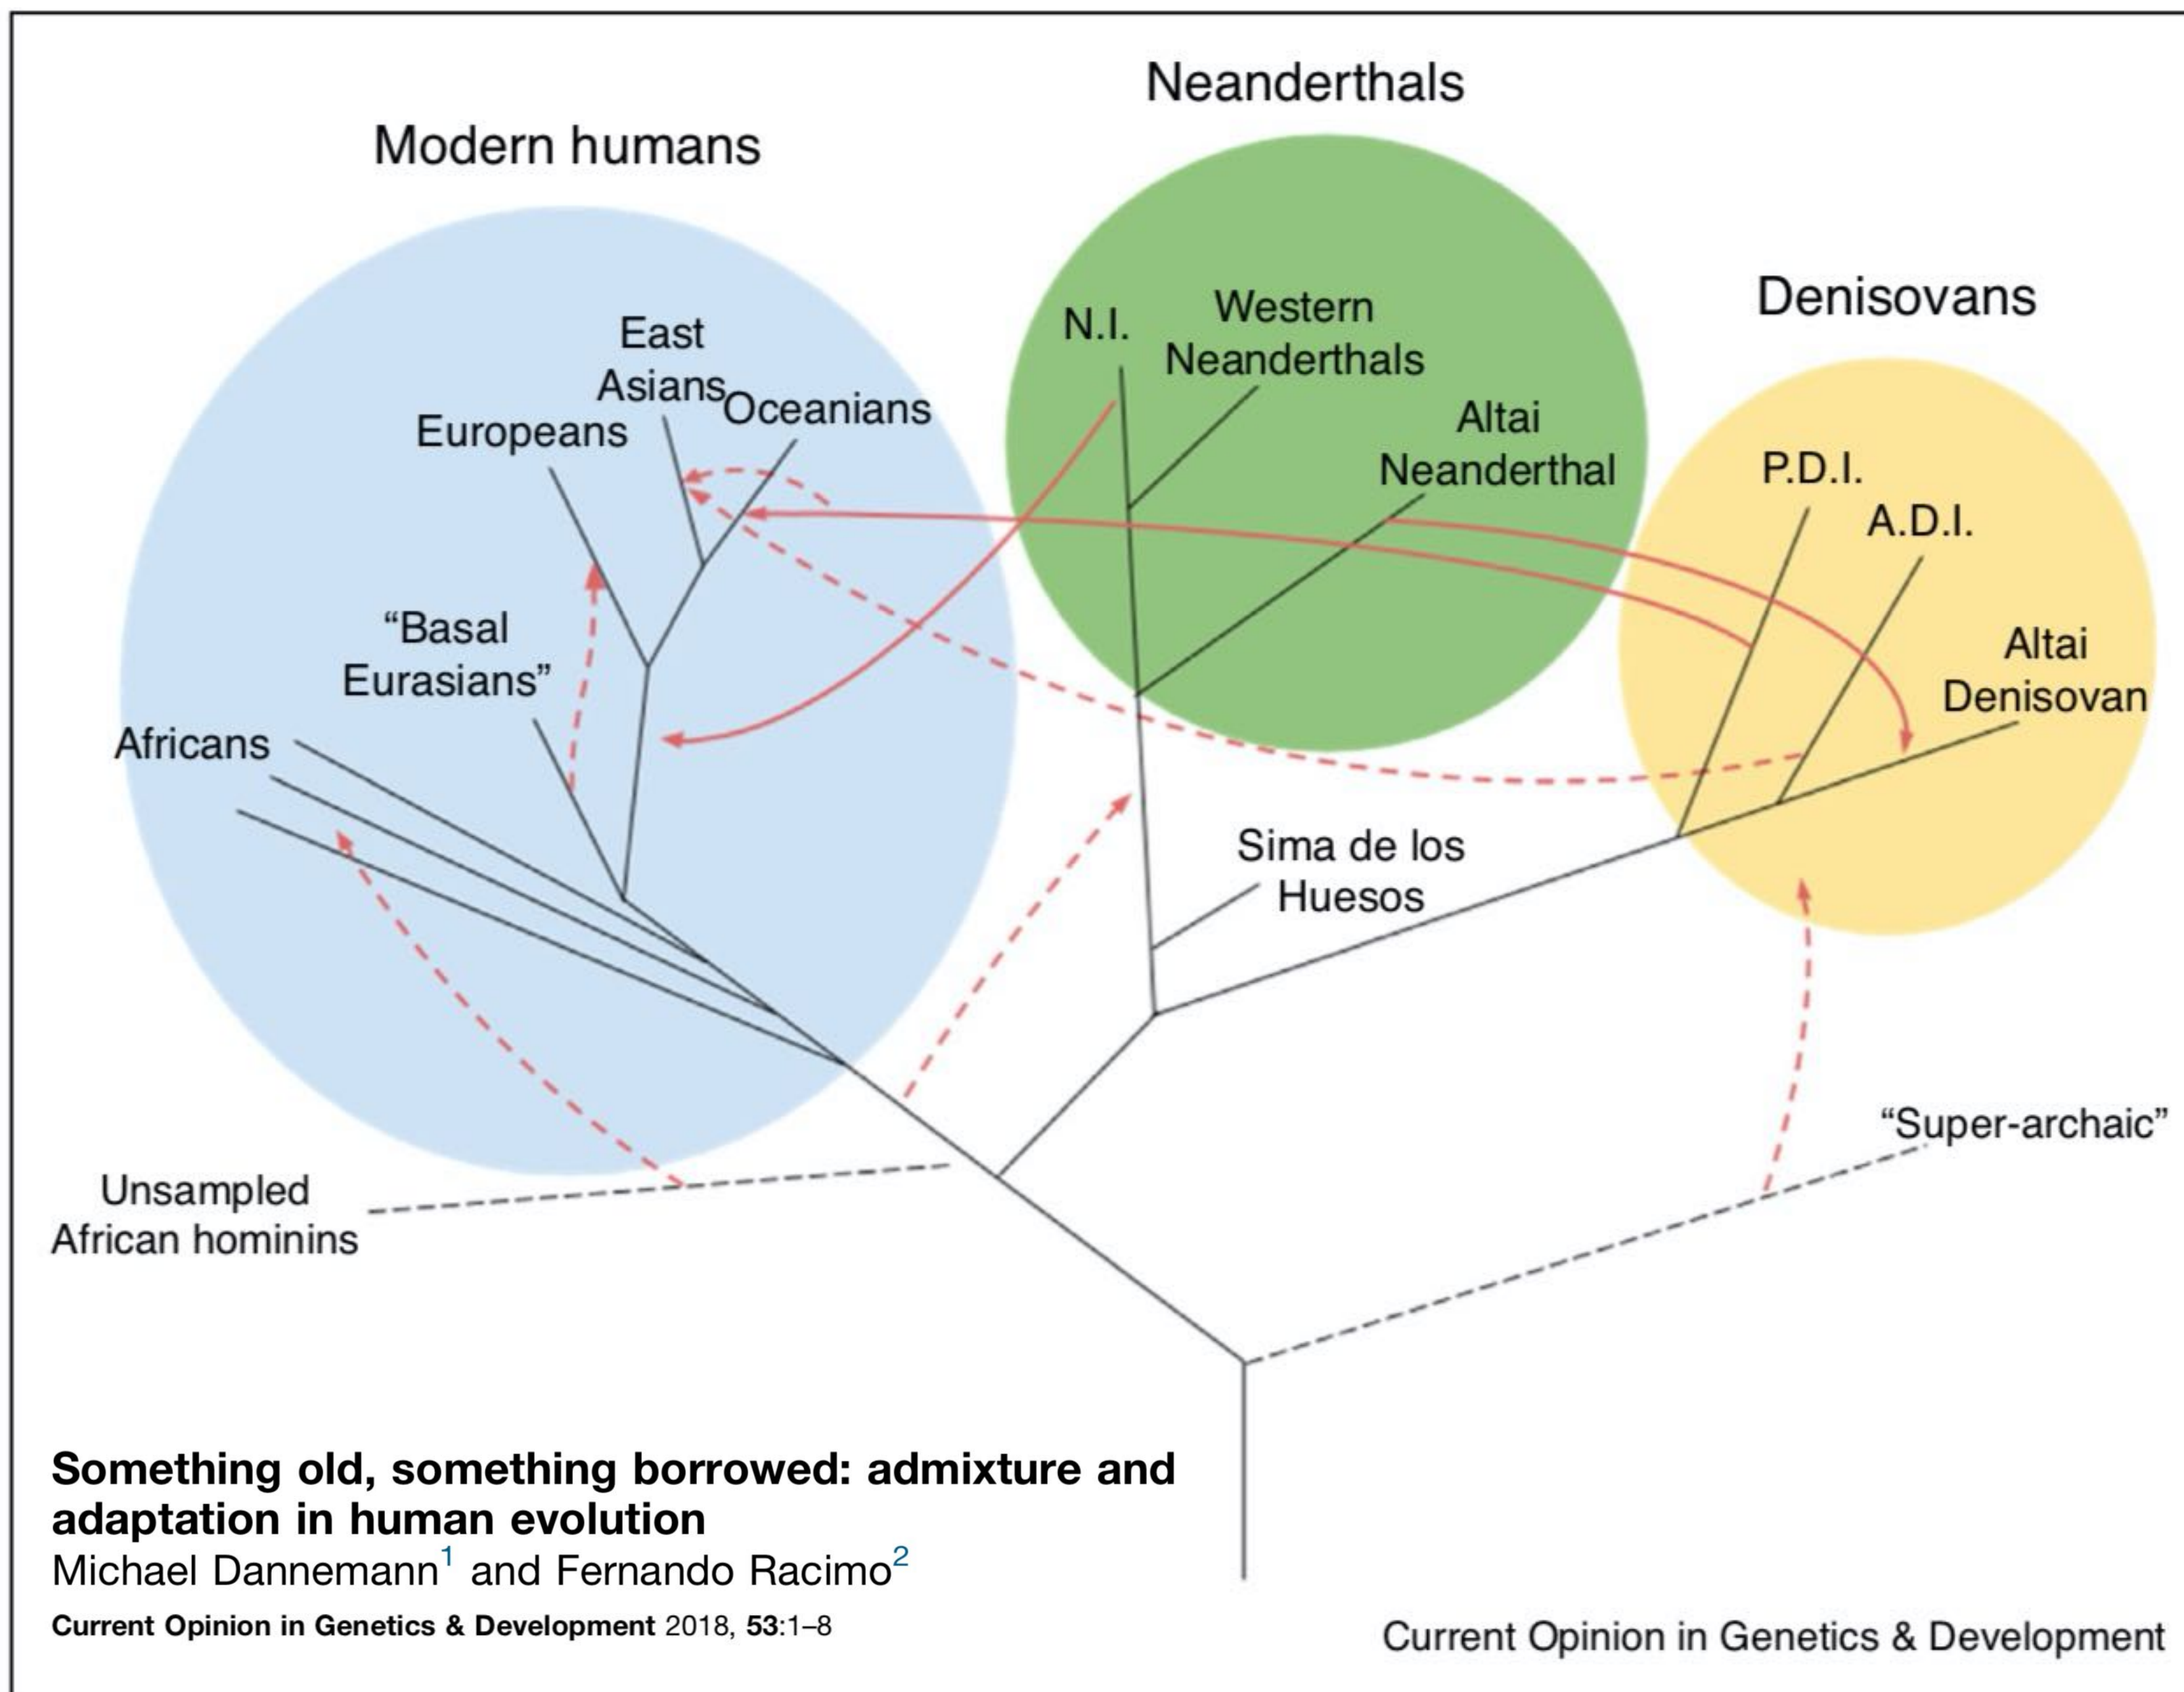 Neanderthals
Modern humans
Denisovans
East
Asians
Oceanians
Europeans
“Basal
Eurasians”
Africans
N.I.
Western
Neanderthals
Altai
Neanderthal
P.D.I.
A.D.I.
Altai
Denisovan
Sima de los
Huesos
“Super-archaic”
Unsampled
African hominins
Something old, something borrowed: admixture and
adaptation in human evolution
Michael Dannemann1 and Fernando Racimo2
Current Opinion in Genetics & Development 2018, 53:1–8
Current Opinion in Genetics & Development